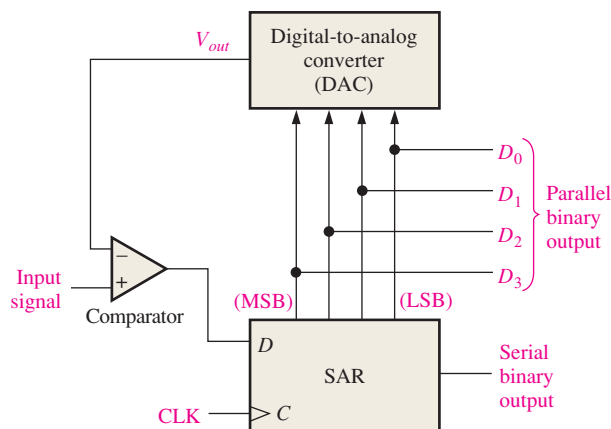 Digital-to-analog
converter
(DAC)
V_out
D_0
D_1
D_2
D_3
Parallel
binary
output
−
+
Input
signal
Comparator
(MSB)
(LSB)
D
SAR
CLK
C
Serial
binary
output